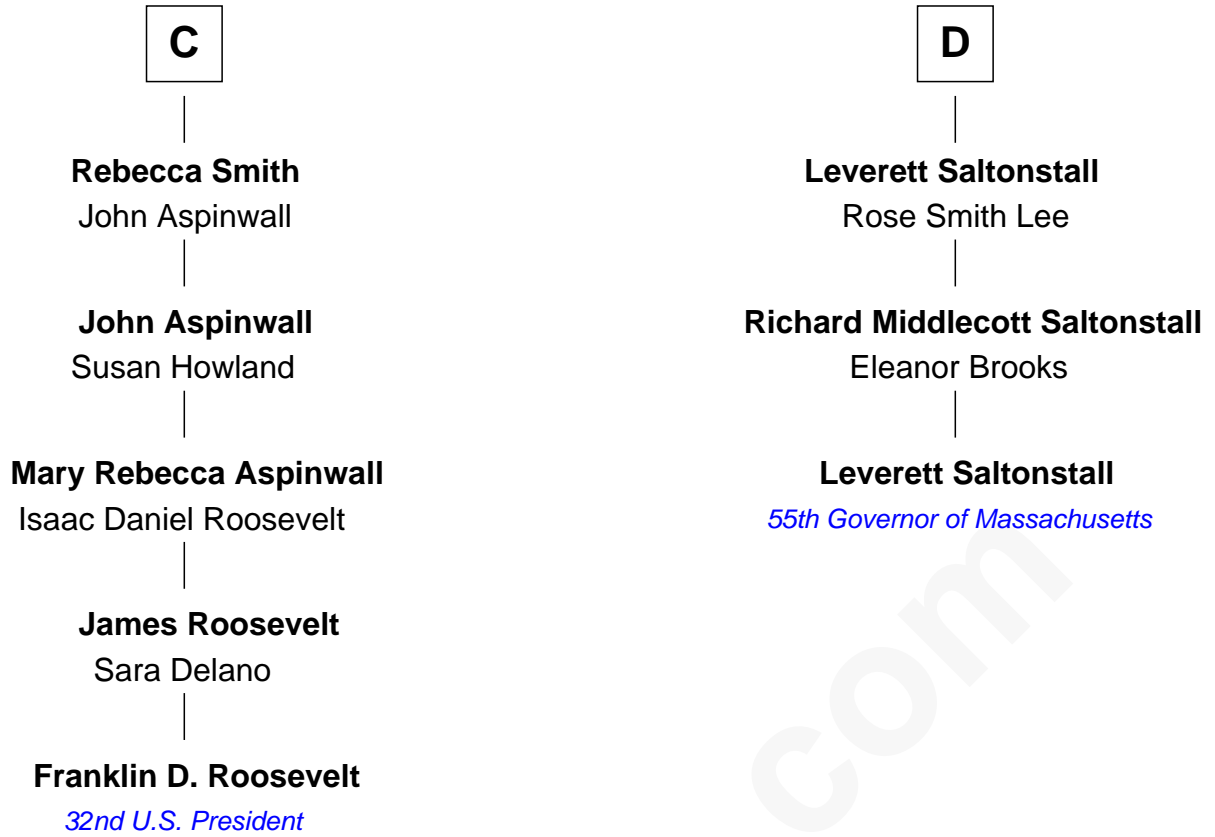 C
Rebecca Smith
John Aspinwall
John Aspinwall
Susan Howland
Mary Rebecca Aspinwall
Isaac Daniel Roosevelt
James Roosevelt
Sara Delano
Franklin D. Roosevelt
32nd U.S. President
D
Leverett Saltonstall
Rose Smith Lee
Richard Middlecott Saltonstall
Eleanor Brooks
Leverett Saltonstall
55th Governor of Massachusetts
com